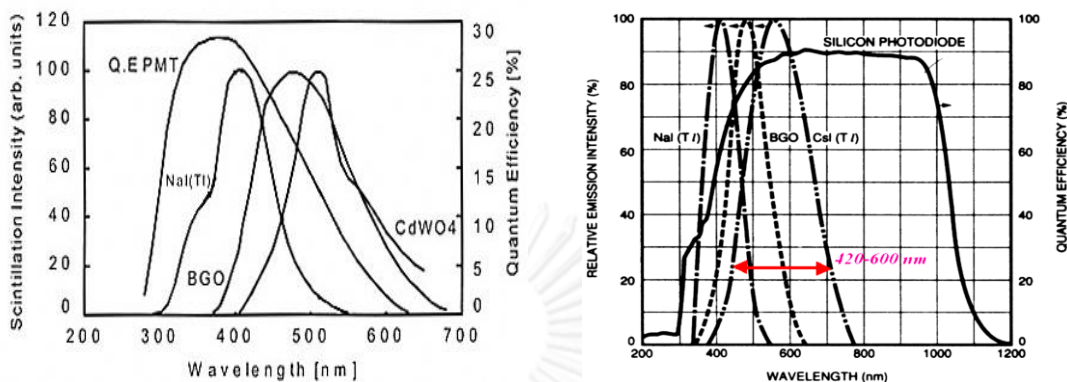 Scintillation Intensity (arb. units)
120
100
80
60
40
20
0
Q.E PMT
NaI(Tl)
BGO
CdWO4
30
25
20
15
10
5
0
Quantum Efficiency [%]
200 300 400 500 600 700
Wavelength [nm]
RELATIVE EMISSION INTENSITY (%)
100
80
60
40
20
0
SILICON PHOTODIODE
NaI (T l)
BGO
CsI (T l)
420-600 nm
100
80
60
40
20
0
QUANTUM EFFICIENCY (%)
200 400 600 800 1000 1200
WAVELENGTH (nm)